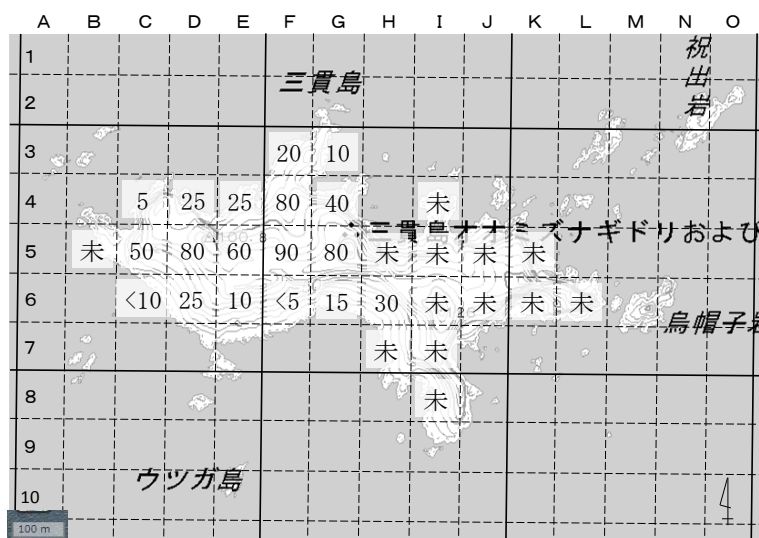 A B C D E F G H I J K L M N O
1
祝出岩
2
三貫島
3 20 10
4 5 25 25 80 40 未
三貫島オオミズナギドリおよび
5 未 50 80 60 90 80 未 未 未 未
6 <10 25 10 <5 15 30 未 未 未 未
烏帽子岩
7 未 未
8 未
9
ウツガ島
10
100 m